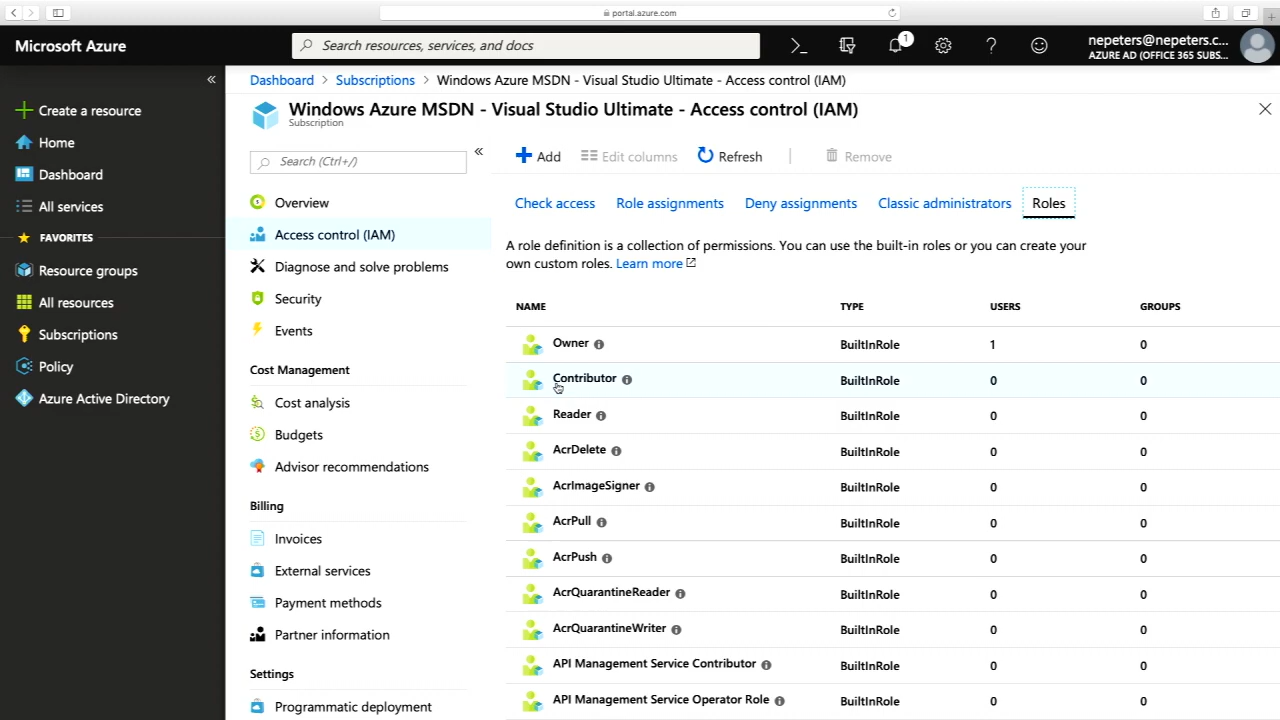 portal.azure.com
Microsoft Azure
Search resources, services, and docs
1
nepeters@nepeters.c...
AZURE AD (OFFICE 365 SUBS...
Create a resource
Home
Dashboard
All services
FAVORITES
Resource groups
All resources
Subscriptions
Policy
Azure Active Directory
Dashboard > Subscriptions > Windows Azure MSDN - Visual Studio Ultimate - Access control (IAM)
Windows Azure MSDN - Visual Studio Ultimate - Access control (IAM)
Subscription
Search (Ctrl+/)
Overview
Access control (IAM)
Diagnose and solve problems
Security
Events
Cost Management
Cost analysis
Budgets
Advisor recommendations
Billing
Invoices
External services
Payment methods
Partner information
Settings
Programmatic deployment
Add Edit columns Refresh Remove
Check access Role assignments Deny assignments Classic administrators Roles
A role definition is a collection of permissions. You can use the built-in roles or you can create your
own custom roles. Learn more
NAME TYPE USERS GROUPS
Owner BuiltInRole 1 0
Contributor BuiltInRole 0 0
Reader BuiltInRole 0 0
AcrDelete BuiltInRole 0 0
AcrImageSigner BuiltInRole 0 0
AcrPull BuiltInRole 0 0
AcrPush BuiltInRole 0 0
AcrQuarantineReader BuiltInRole 0 0
AcrQuarantineWriter BuiltInRole 0 0
API Management Service Contributor BuiltInRole 0 0
API Management Service Operator Role BuiltInRole 0 0